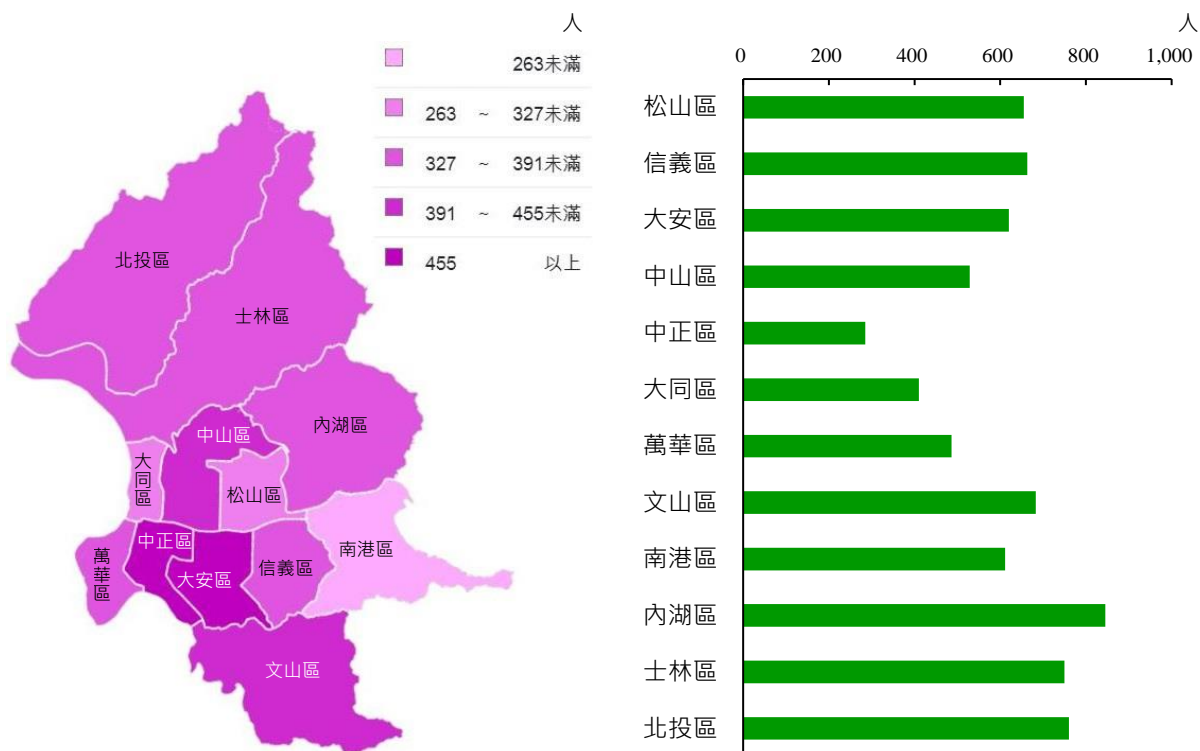 人
263未滿
263 ~ 327未滿
327 ~ 391未滿
391 ~ 455未滿
455 以上
北投區
士林區
內湖區
中山區
大同區
松山區
南港區
中正區
萬華區
大安區
信義區
文山區
人
0 200 400 600 800 1,000
松山區
信義區
大安區
中山區
中正區
大同區
萬華區
文山區
南港區
內湖區
士林區
北投區